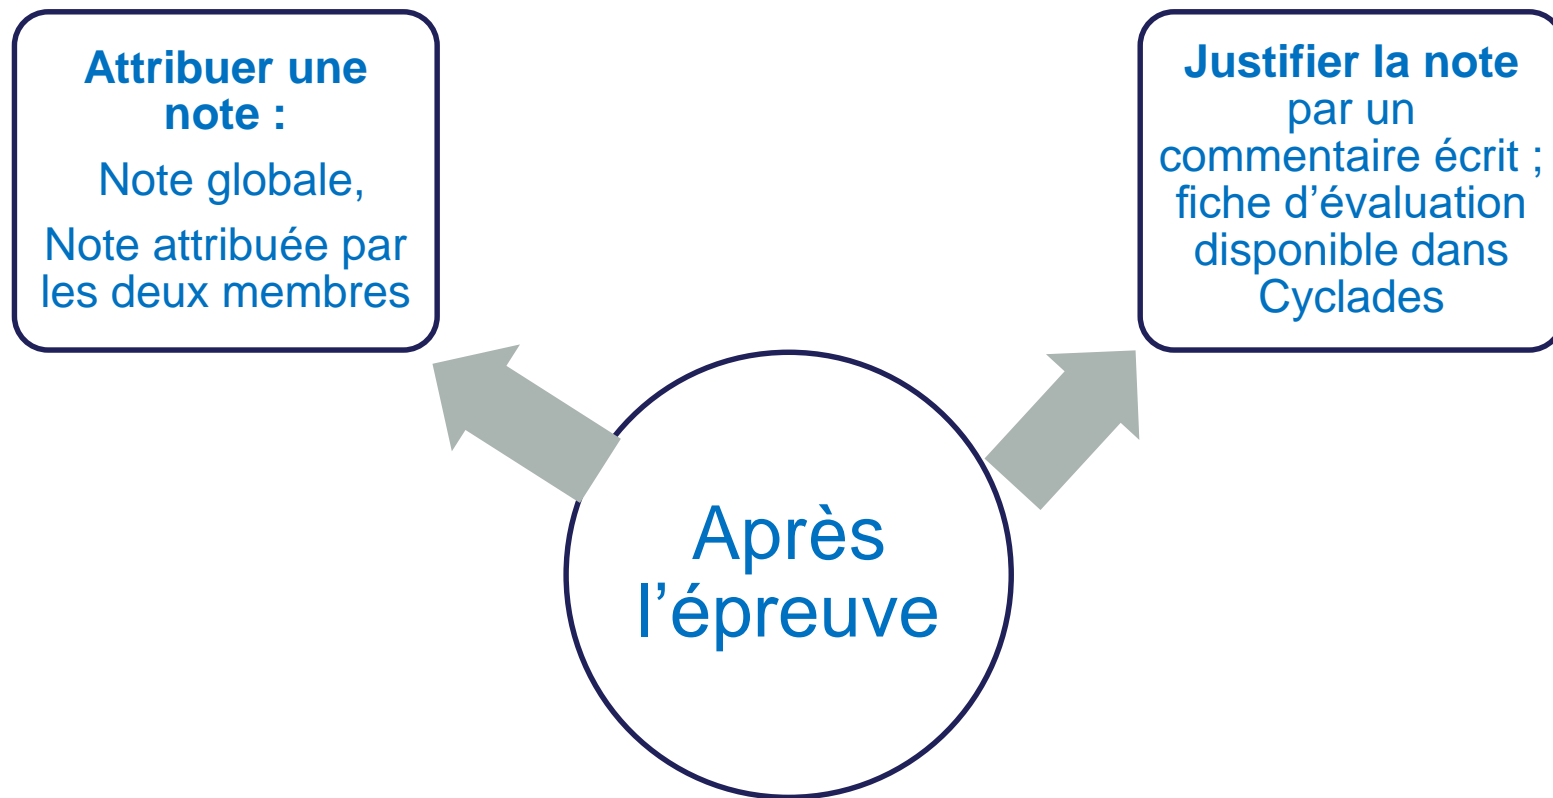 Attribuer une
note :
Note globale,
Note attribuée par
les deux membres
Justifier la note
par un
commentaire écrit ;
fiche d’évaluation
disponible dans
Cyclades
Après
l’épreuve